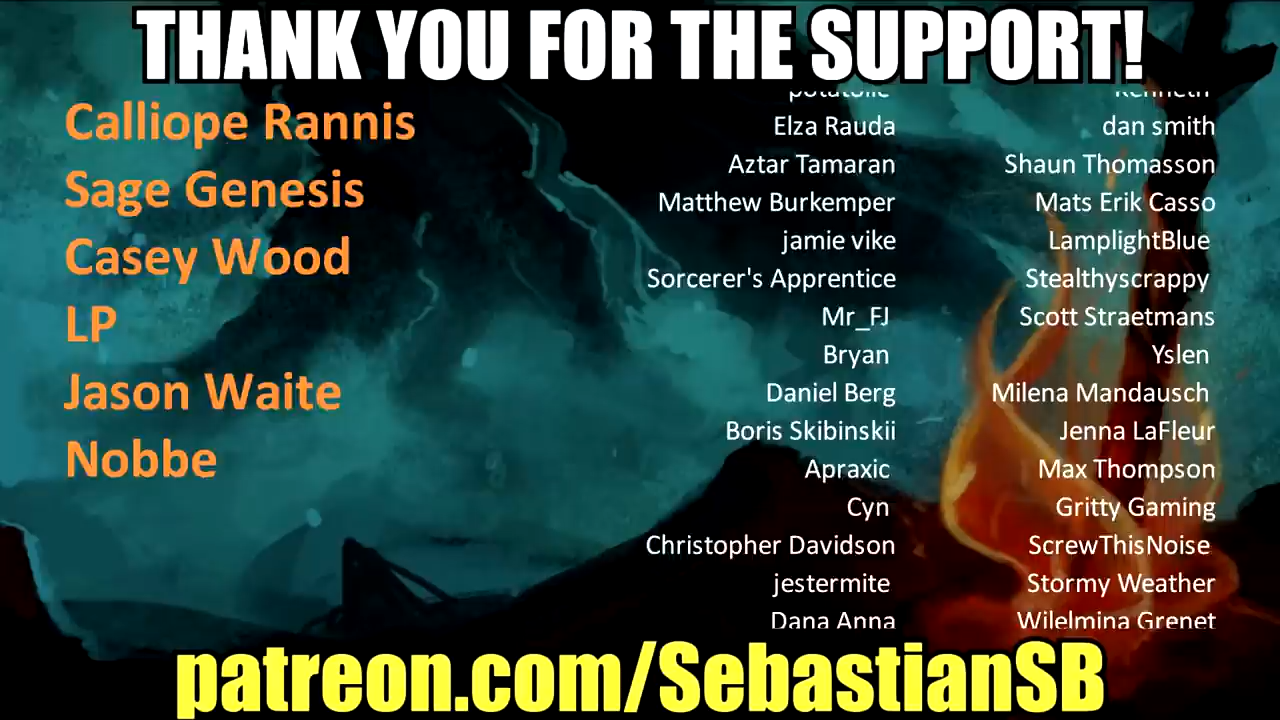 THANK YOU FOR THE SUPPORT!
Calliope Rannis
Sage Genesis
Casey Wood
LP
Jason Waite
Nobbe
Elza Rauda
Aztar Tamaran
Matthew Burkemper
jamie vike
Sorcerer's Apprentice
Mr_FJ
Bryan
Daniel Berg
Boris Skibinskii
Apraxic
Cyn
Christopher Davidson
jestermite
Dana Anna
Kenneth
dan smith
Shaun Thomasson
Mats Erik Casso
LamplightBlue
Stealthyscrappy
Scott Straetmans
Yslen
Milena Mandausch
Jenna LaFleur
Max Thompson
Gritty Gaming
ScrewThisNoise
Stormy Weather
Wilelmina Grenet
patreon.com/SebastianSB